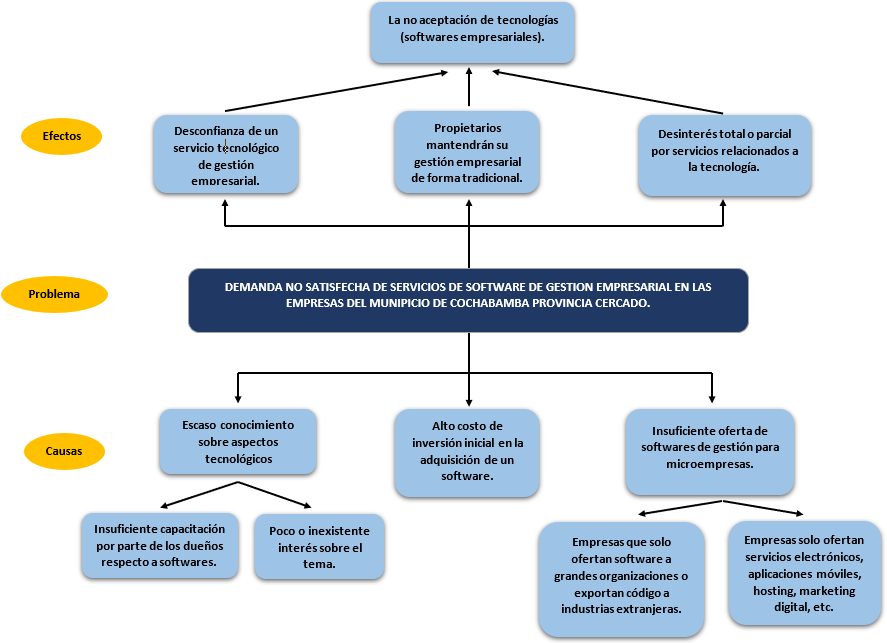 La no aceptación de tecnologías
(softwares empresariales).
Efectos
Desconfianza de un
servicio tecnológico
de gestión
empresarial.
Propietarios
mantendrán su
gestión empresarial
de forma tradicional.
Desinterés total o parcial
por servicios relacionados a
la tecnología.
Problema
DEMANDA NO SATISFECHA DE SERVICIOS DE SOFTWARE DE GESTION EMPRESARIAL EN LAS
EMPRESAS DEL MUNIPICIO DE COCHABAMBA PROVINCIA CERCADO.
Causas
Escaso conocimiento
sobre aspectos
tecnológicos
Alto costo de
inversión inicial en la
adquisición de un
software.
Insuficiente oferta de
softwares de gestión para
microempresas.
Insuficiente capacitación
por parte de los dueños
respecto a softwares.
Poco o inexistente
interés sobre el
tema.
Empresas que solo
ofertan software a
grandes organizaciones o
exportan código a
industrias extranjeras.
Empresas solo ofertan
servicios electrónicos,
aplicaciones móviles,
hosting, marketing
digital, etc.